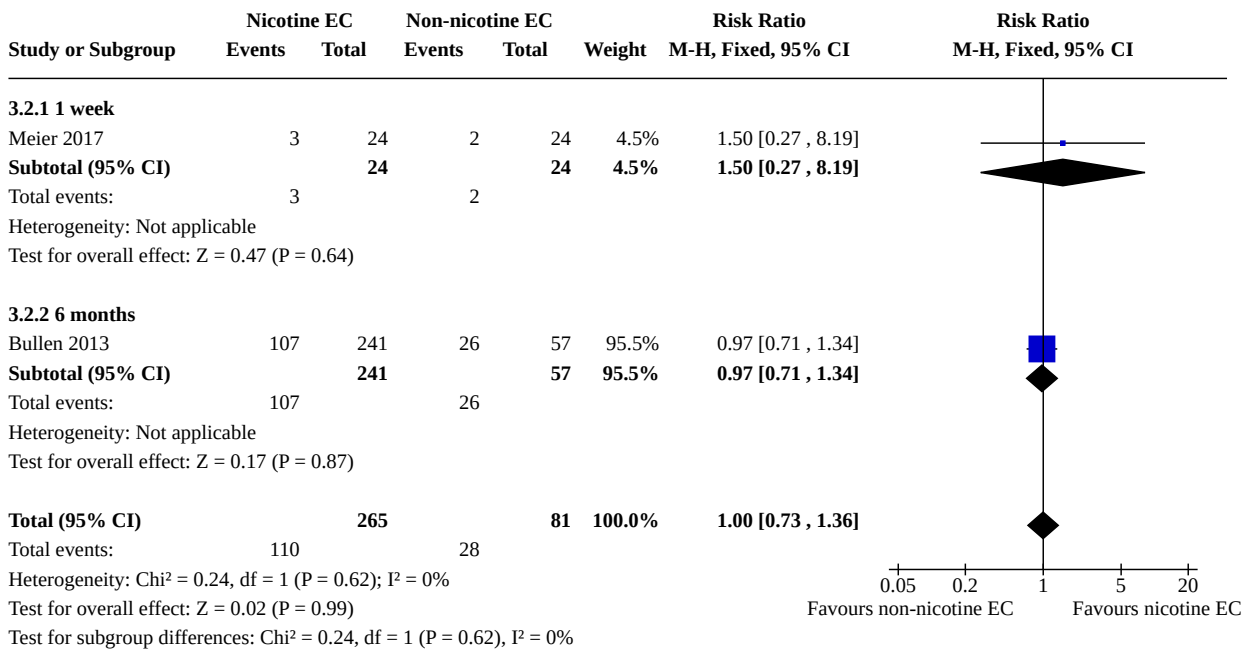 Nicotine EC Non-nicotine EC Risk Ratio Risk Ratio
Study or Subgroup Events Total Events Total Weight M-H, Fixed, 95% CI M-H, Fixed, 95% CI
3.2.1 1 week
Meier 2017 3 24 2 24 4.5% 1.50 [0.27 , 8.19]
Subtotal (95% CI) 24 24 4.5% 1.50 [0.27 , 8.19]
Total events: 3 2
Heterogeneity: Not applicable
Test for overall effect: Z = 0.47 (P = 0.64)
3.2.2 6 months
Bullen 2013 107 241 26 57 95.5% 0.97 [0.71 , 1.34]
Subtotal (95% CI) 241 57 95.5% 0.97 [0.71 , 1.34]
Total events: 107 26
Heterogeneity: Not applicable
Test for overall effect: Z = 0.17 (P = 0.87)
Total (95% CI) 265 81 100.0% 1.00 [0.73 , 1.36]
Total events: 110 28
Heterogeneity: Chi² = 0.24, df = 1 (P = 0.62); I² = 0%
0.05 0.2 1 5 20
Test for overall effect: Z = 0.02 (P = 0.99)
Favours non-nicotine EC Favours nicotine EC
Test for subgroup differences: Chi² = 0.24, df = 1 (P = 0.62), I² = 0%